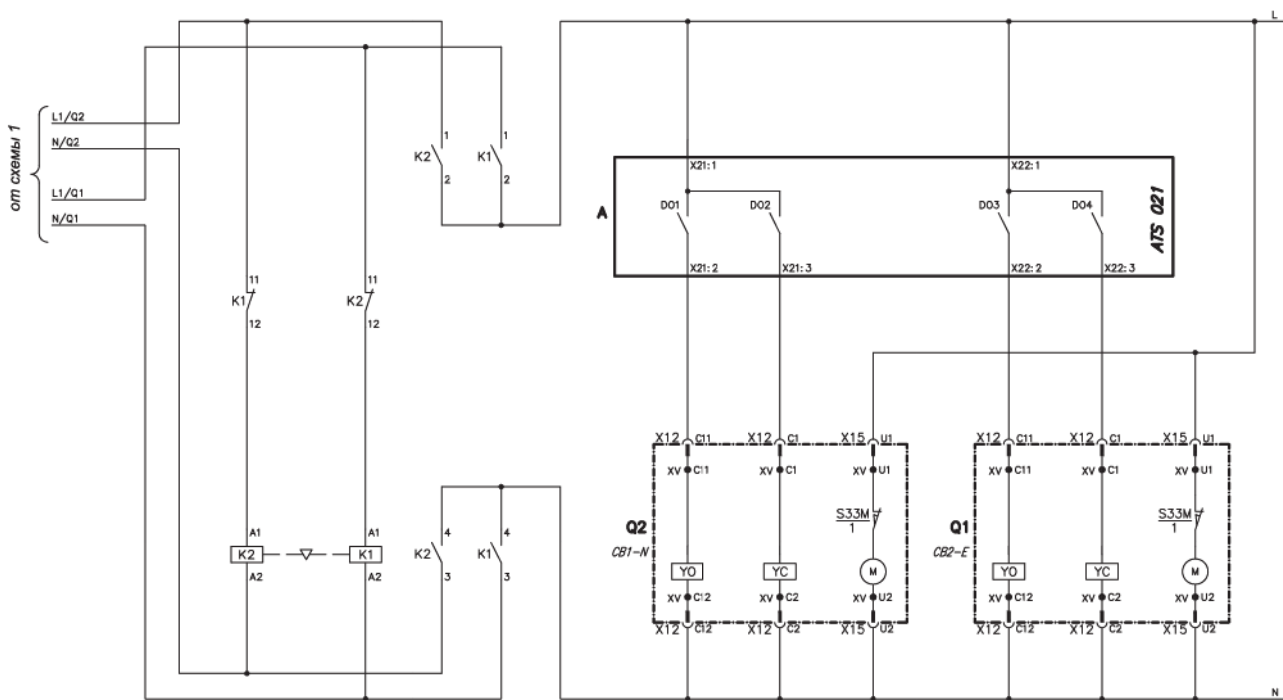 L
от схемы 1
L1/Q2
N/Q2
L1/Q1
N/Q1
1 1
K2 K1
2 2
X21:1 X22:1
A DO1 DO2 DO3 DO4 ATS 021
X21:2 X21:3 X22:2 X22:3
11 11
K1 K2
12 12
X12 C11 X12 C1 X15 U1 X12 C11 X12 C1 X15 U1
XV C11 XV C1 XV U1 XV C11 XV C1 XV U1
Q2 S33M Q1 S33M
CB1-N 1 CB2-E 1
A1 A1 4 4
K2 K1 K2 K1
A2 A2 3 3
YO YC M YO YC M
XV C12 XV C2 XV U2 XV C12 XV C2 XV U2
X12 C12 X12 C2 X15 U2 X12 C12 X12 C2 X15 U2
N